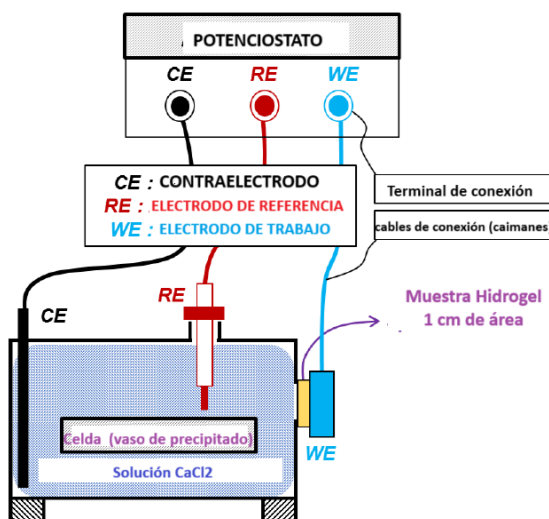 POTENCIOSTATO
CE RE WE
CE : CONTRAELECTRODO
RE : ELECTRODO DE REFERENCIA
WE : ELECTRODO DE TRABAJO
Terminal de conexión
cables de conexión (caimanes)
RE
CE
Muestra Hidrogel
1 cm de área
Celda (vaso de precipitado)
WE
Solución CaCl2